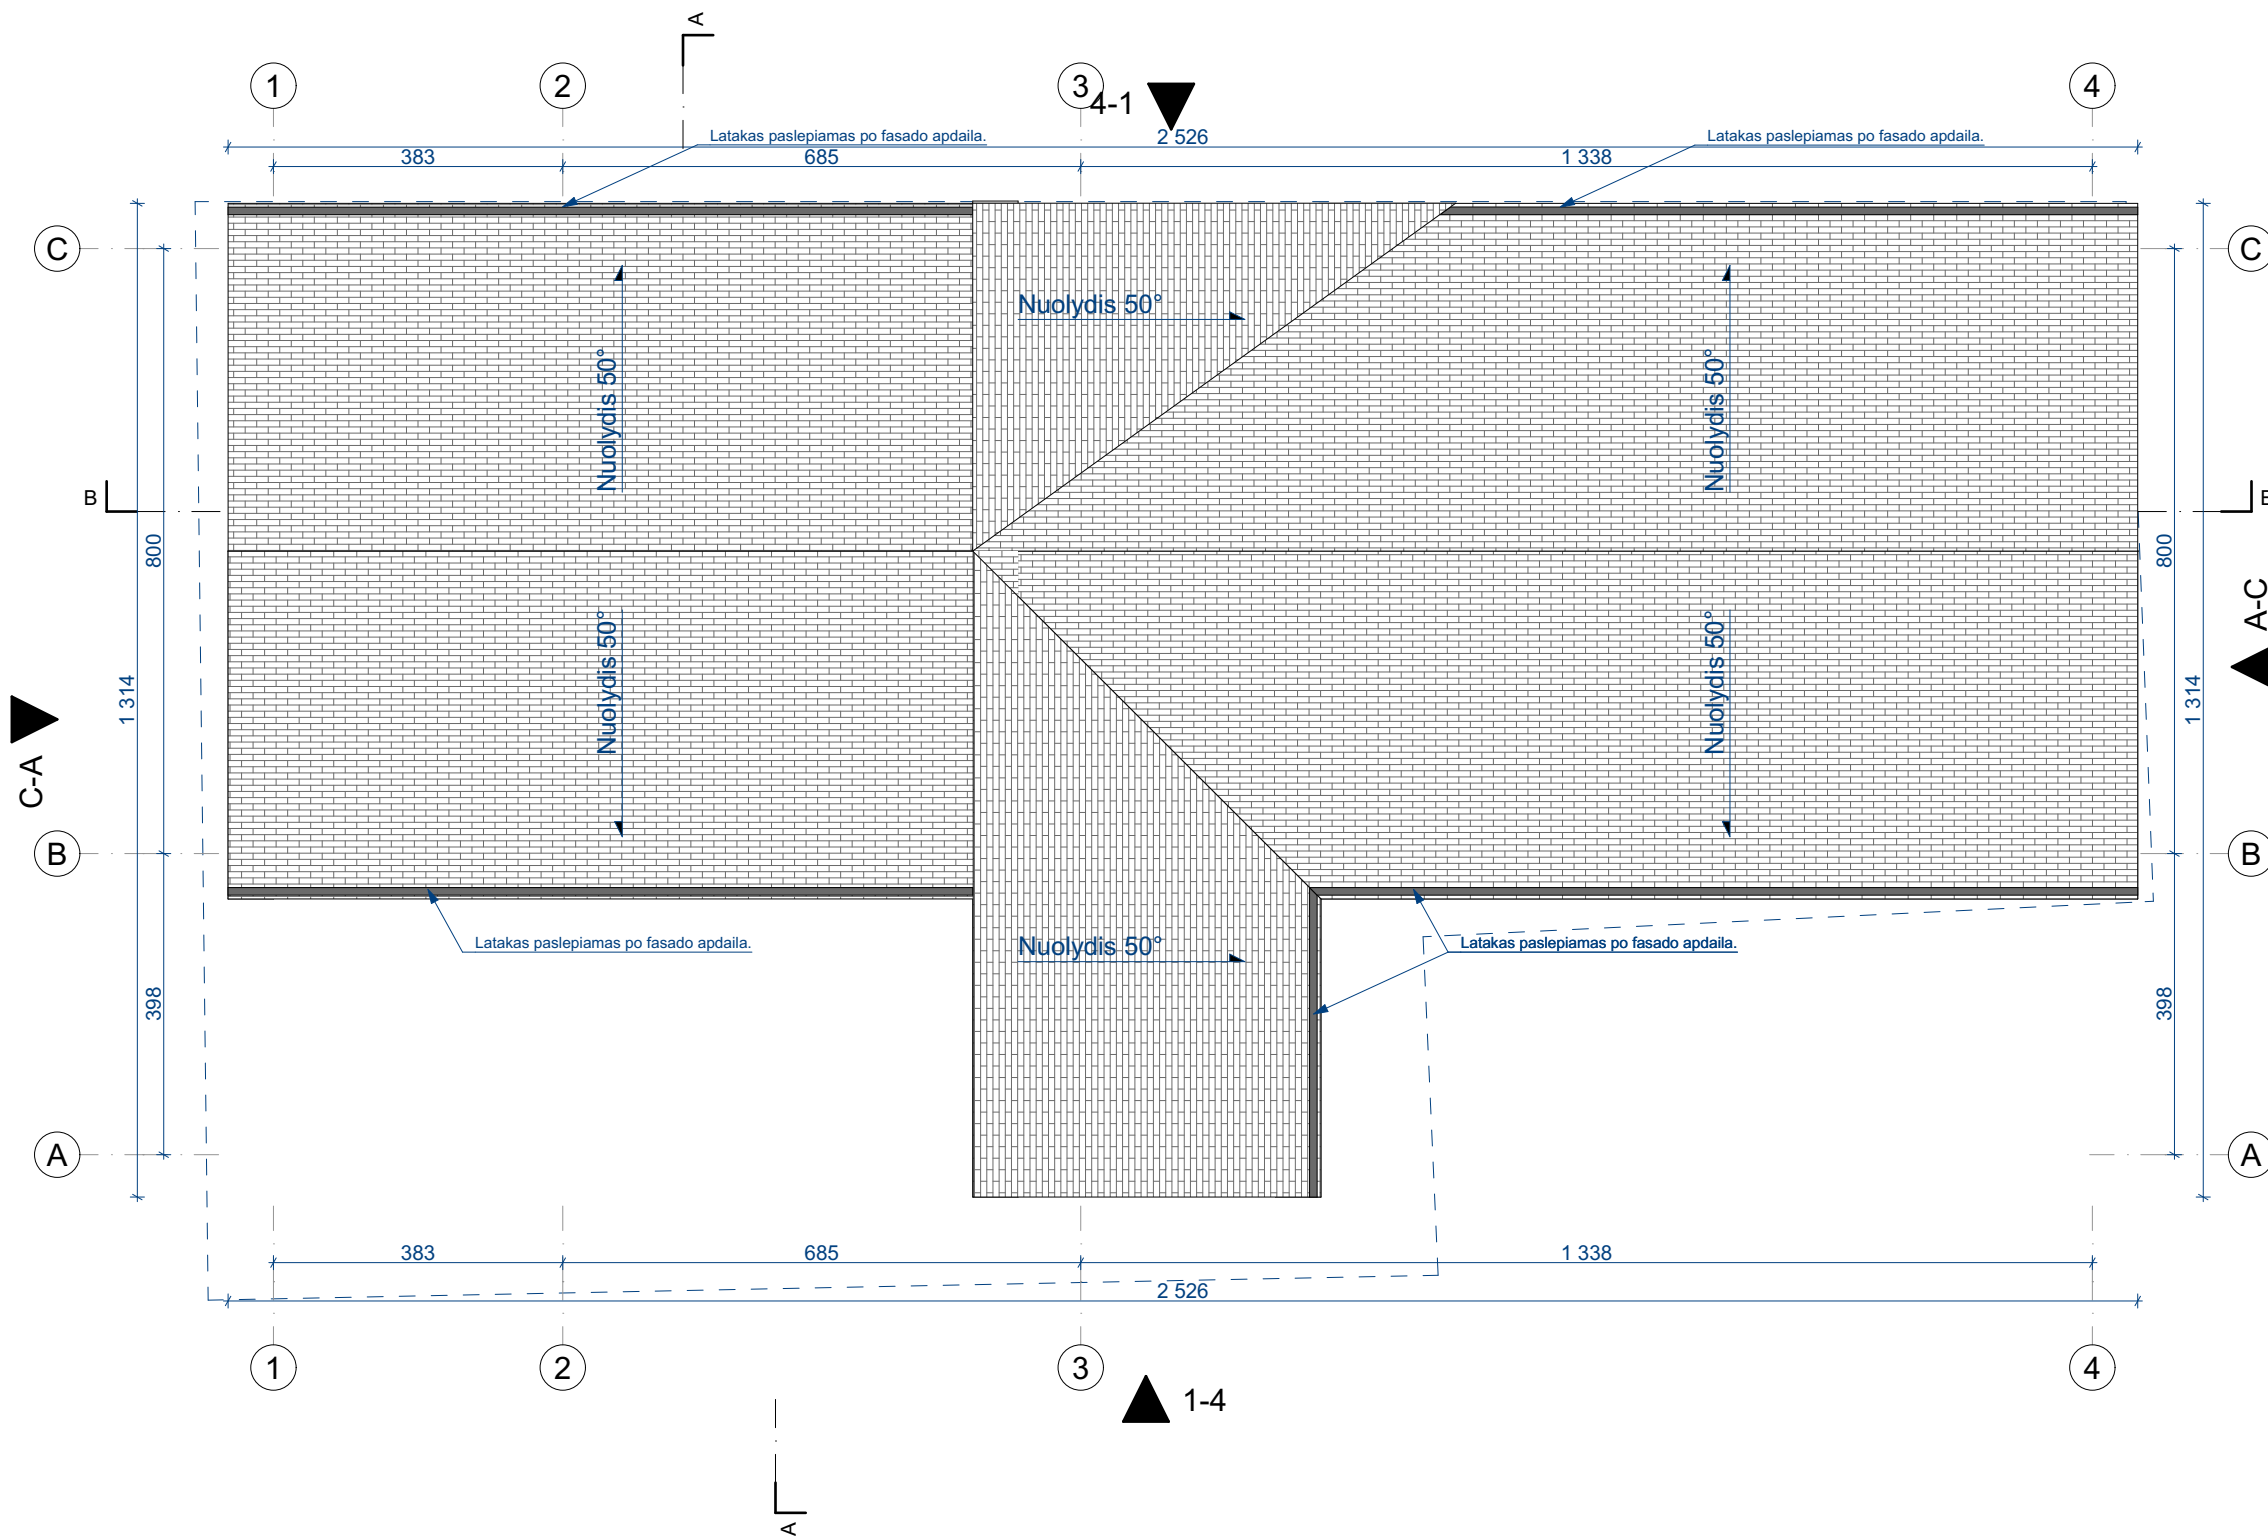 A
1
2
3
4
4-1
2 526
Latakas paslepiamas po fasado apdaila.
Latakas paslepiamas po fasado apdaila.
383
685
1 338
C
C
Nuolydis 50°
Nuolydis 50°
Nuolydis 50°
B
800
800
A-C
Nuolydis 50°
Nuolydis 50°
1 314
1 314
C-A
B
B
Latakas paslepiamas po fasado apdaila.
Nuolydis 50°
Latakas paslepiamas po fasado apdaila.
398
398
A
A
383
685
1 338
2 526
1
2
3
4
1-4
A